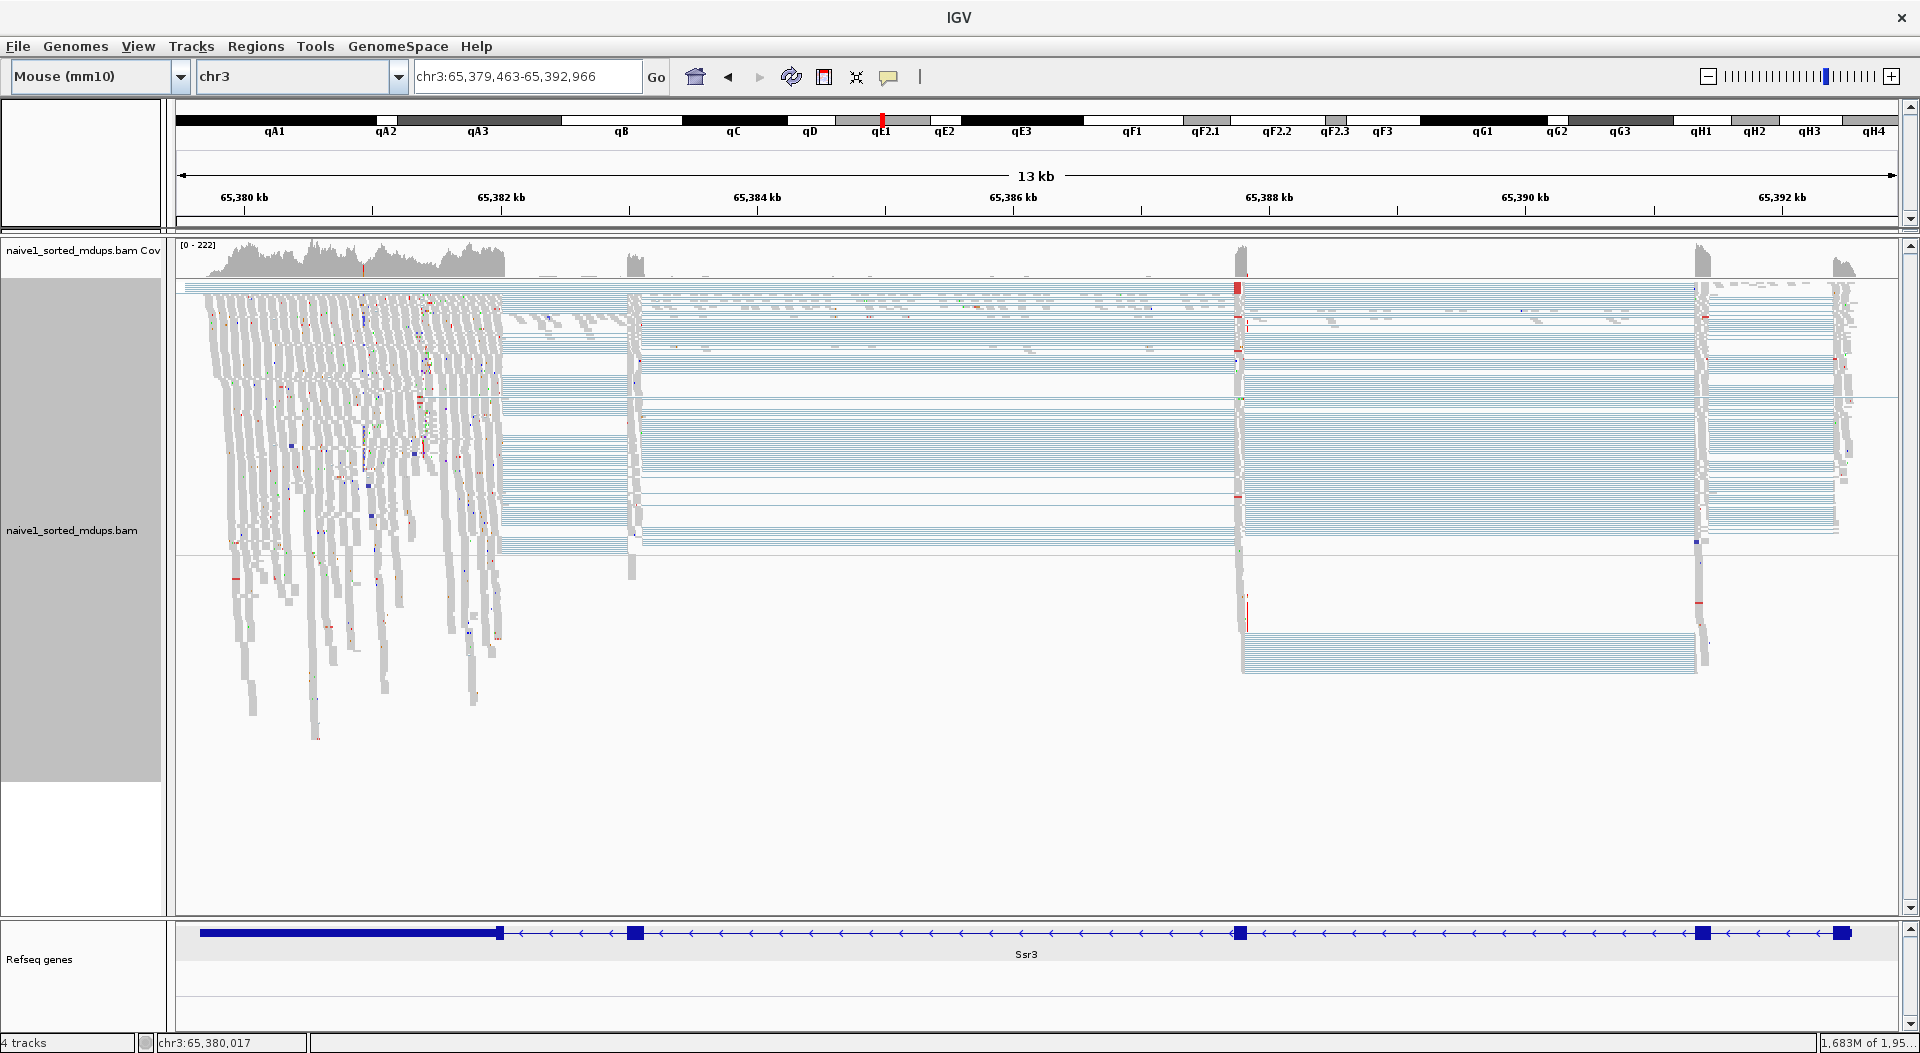 IGV
×
File Genomes View Tracks Regions Tools GenomeSpace Help
Mouse (mm10) chr3 chr3:65,379,463-65,392,966 Go
qA1 qA2 qA3 qB qC qD qE1 qE2 qE3 qF1 qF2.1 qF2.2 qF2.3 qF3 qG1 qG2 qG3 qH1 qH2 qH3 qH4
13 kb
65,380 kb 65,382 kb 65,384 kb 65,386 kb 65,388 kb 65,390 kb 65,392 kb
naive1_sorted_mdups.bam Cov
[0 - 222]
naive1_sorted_mdups.bam
Refseq genes
Ssr3
4 tracks chr3:65,380,017 1,683M of 1,95...